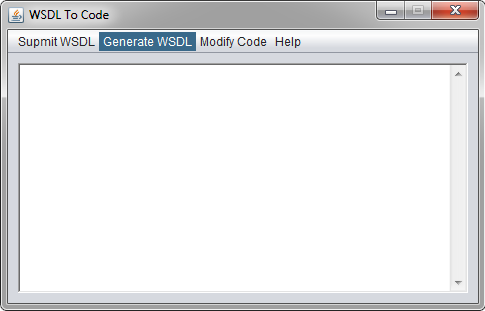 WSDL To Code
Supmit WSDL Generate WSDL Modify Code Help